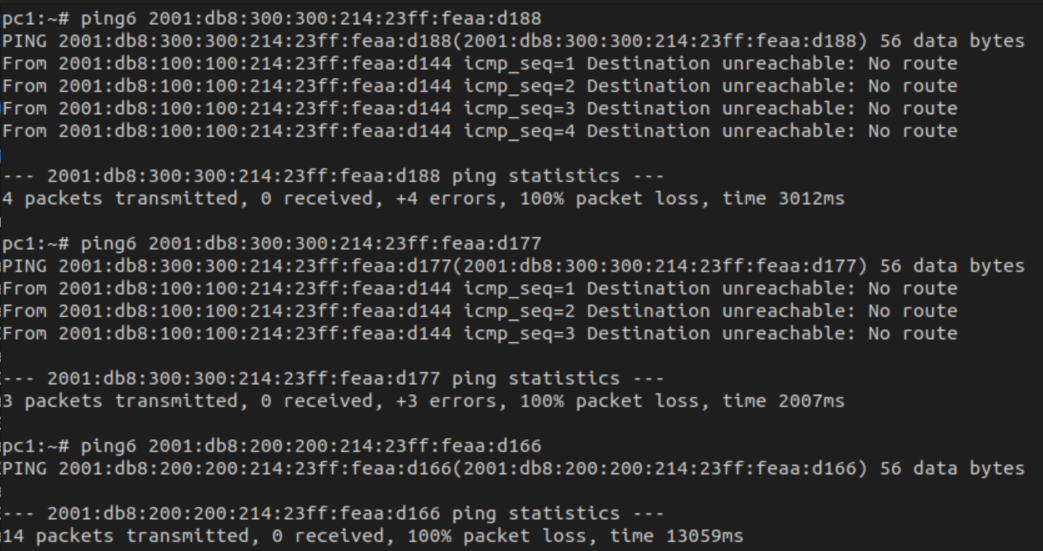 pc1:~# ping6 2001:db8:300:300:214:23ff:feaa:d188
PING 2001:db8:300:300:214:23ff:feaa:d188(2001:db8:300:300:214:23ff:feaa:d188) 56 data bytes
From 2001:db8:100:100:214:23ff:feaa:d144 icmp_seq=1 Destination unreachable: No route
From 2001:db8:100:100:214:23ff:feaa:d144 icmp_seq=2 Destination unreachable: No route
From 2001:db8:100:100:214:23ff:feaa:d144 icmp_seq=3 Destination unreachable: No route
From 2001:db8:100:100:214:23ff:feaa:d144 icmp_seq=4 Destination unreachable: No route
--- 2001:db8:300:300:214:23ff:feaa:d188 ping statistics ---
4 packets transmitted, 0 received, +4 errors, 100% packet loss, time 3012ms
pc1:~# ping6 2001:db8:300:300:214:23ff:feaa:d177
PING 2001:db8:300:300:214:23ff:feaa:d177(2001:db8:300:300:214:23ff:feaa:d177) 56 data bytes
From 2001:db8:100:100:214:23ff:feaa:d144 icmp_seq=1 Destination unreachable: No route
From 2001:db8:100:100:214:23ff:feaa:d144 icmp_seq=2 Destination unreachable: No route
From 2001:db8:100:100:214:23ff:feaa:d144 icmp_seq=3 Destination unreachable: No route
--- 2001:db8:300:300:214:23ff:feaa:d177 ping statistics ---
3 packets transmitted, 0 received, +3 errors, 100% packet loss, time 2007ms
pc1:~# ping6 2001:db8:200:200:214:23ff:feaa:d166
PING 2001:db8:200:200:214:23ff:feaa:d166(2001:db8:200:200:214:23ff:feaa:d166) 56 data bytes
--- 2001:db8:200:200:214:23ff:feaa:d166 ping statistics ---
14 packets transmitted, 0 received, 100% packet loss, time 13059ms